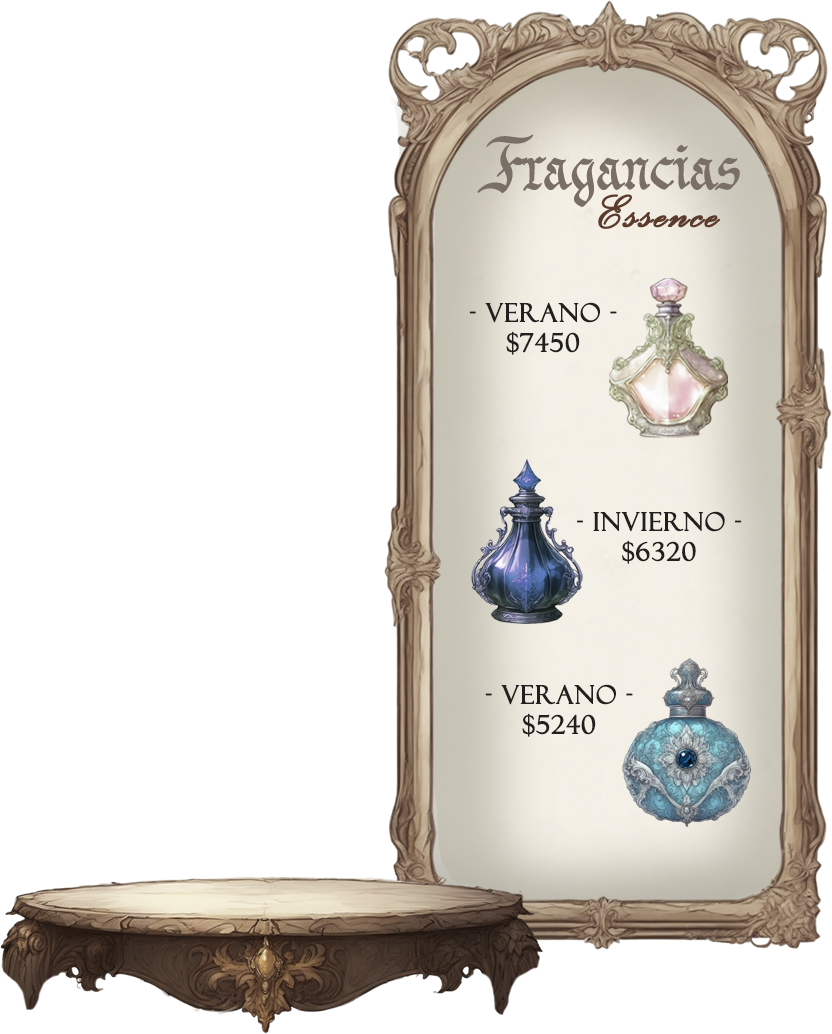 Fragancias
Essence
- VERANO -
$7450
- INVIERNO -
$6320
- VERANO -
$5240